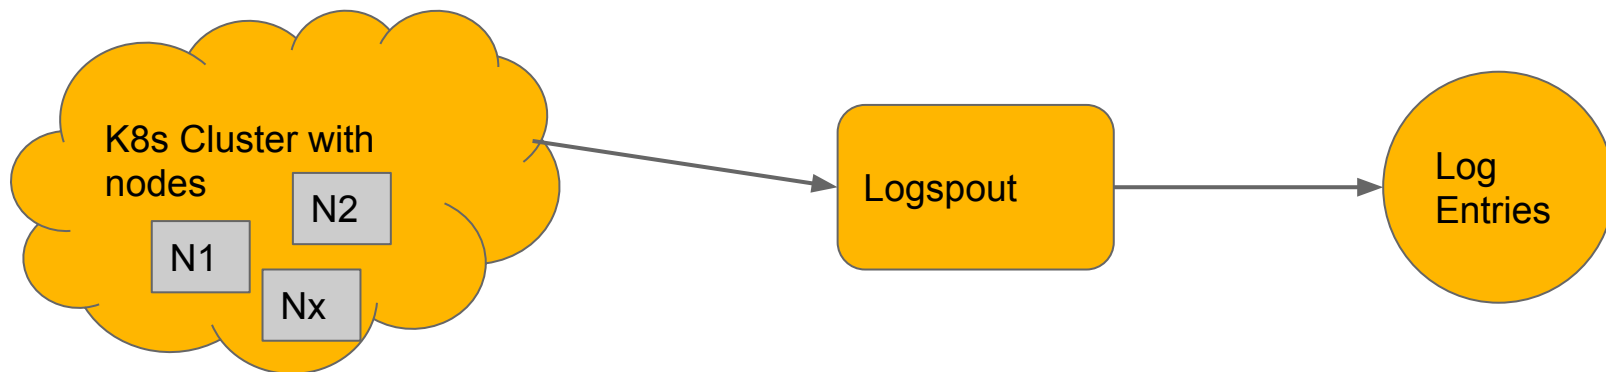 K8s Cluster with
nodes
N2
N1
Nx
Logspout
Log
Entries